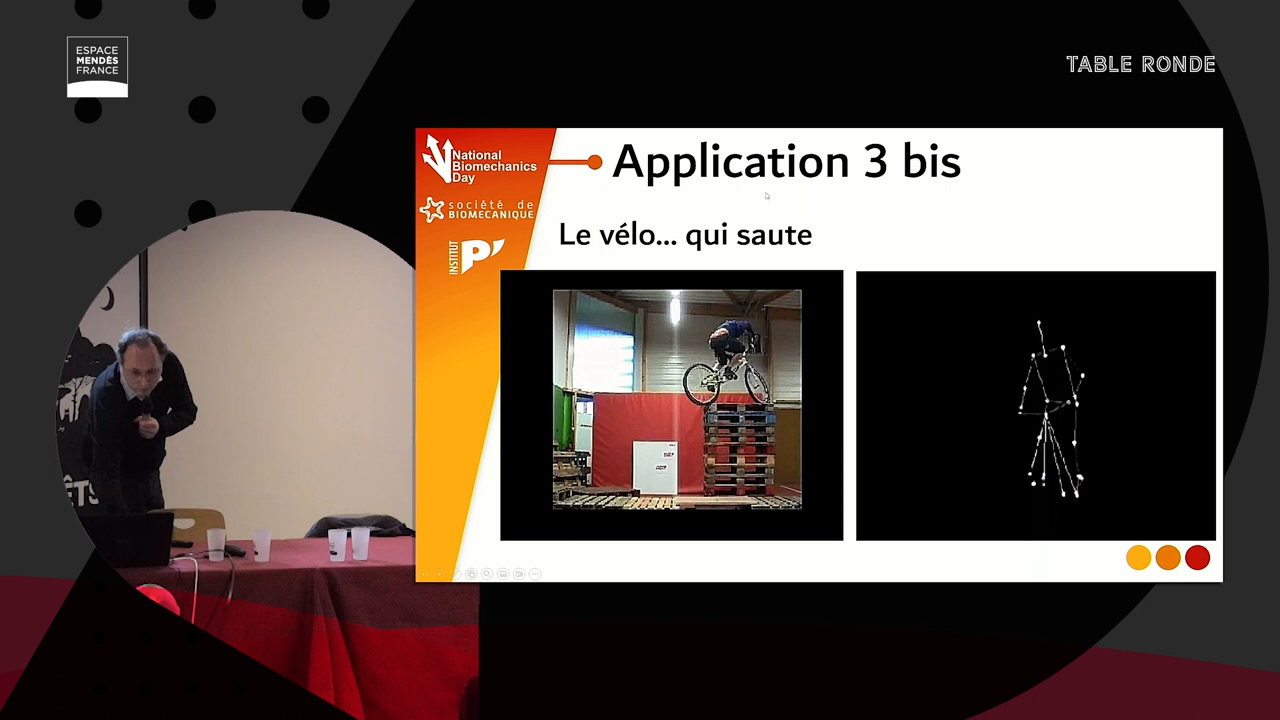 ESPACE
MENDÈS
FRANCE
TABLE RONDE
National
Biomechanics
Day
Application 3 bis
société de
BIOMECANIQUE
INSTITUT
P'
Le vélo... qui saute
ÊTS